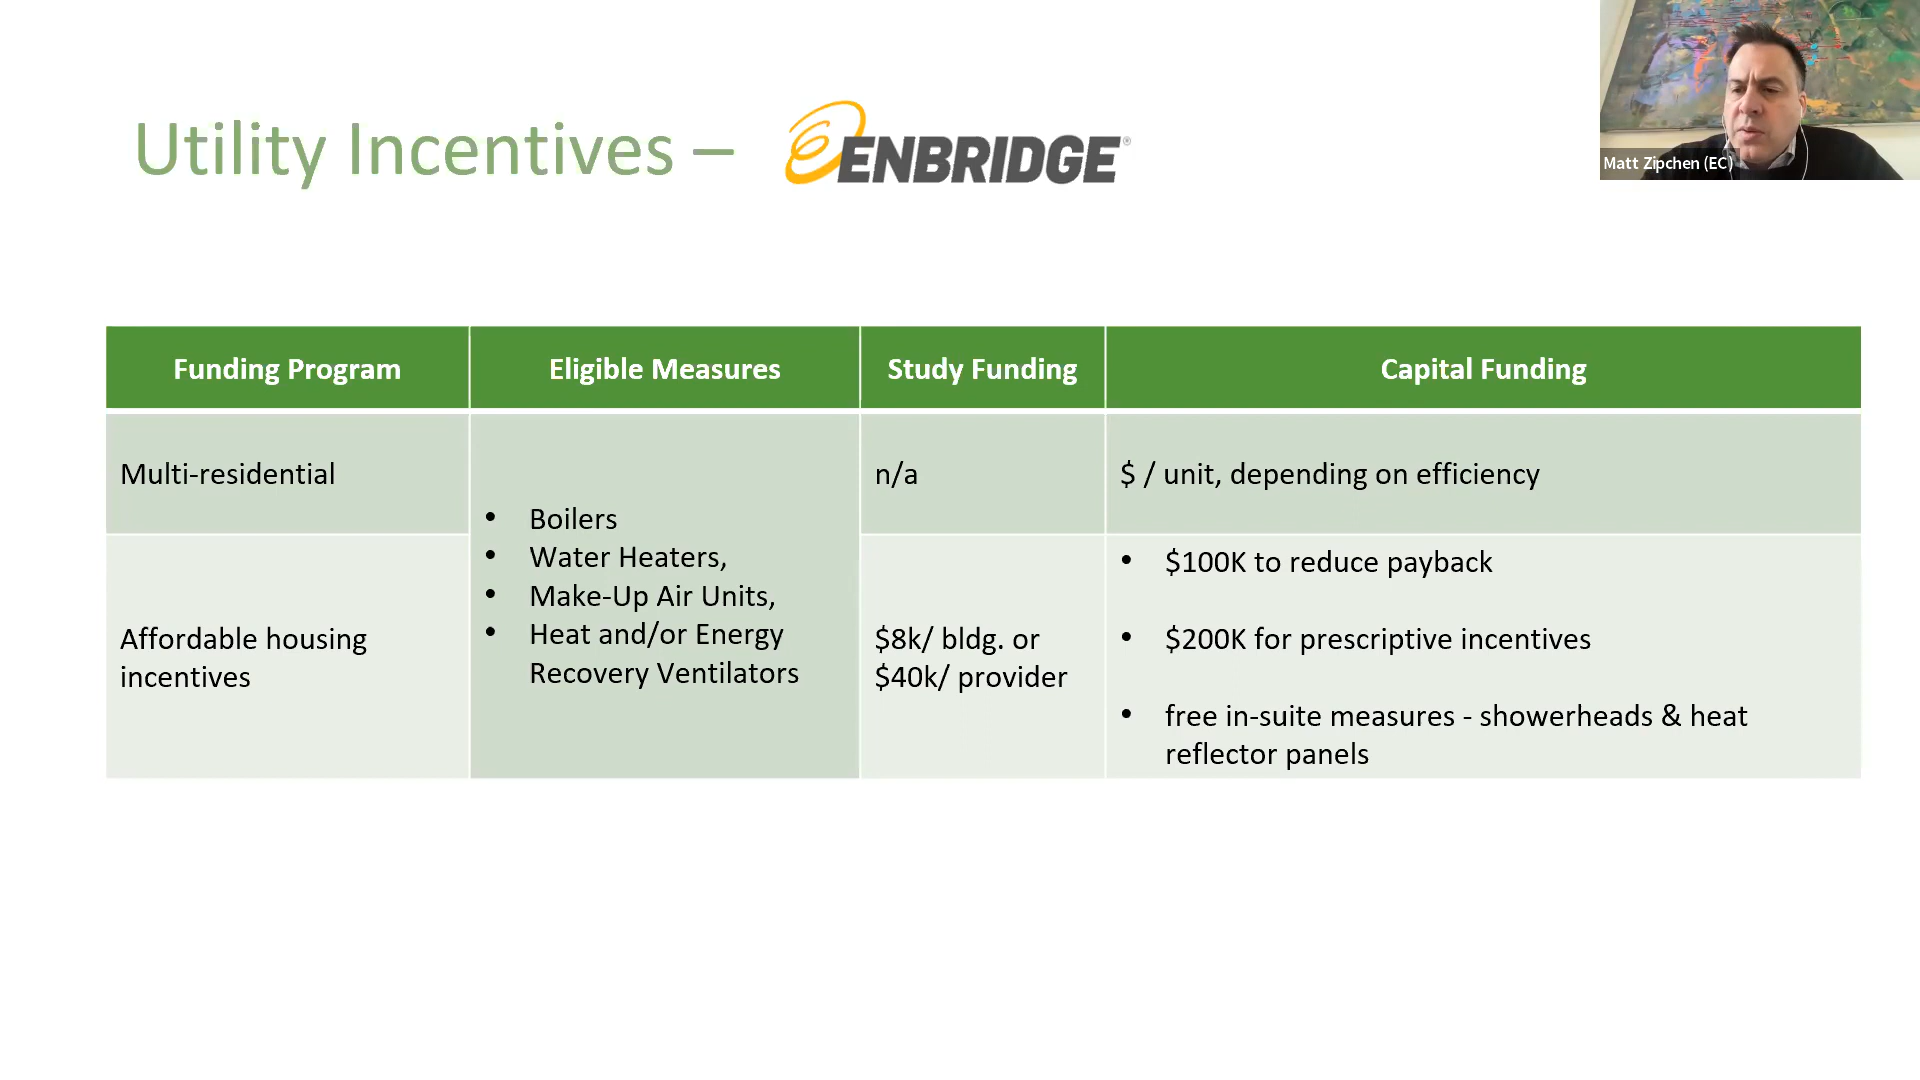 Utility Incentives – ENBRIDGE®
Matt Zipchen (EC)
Funding Program
Eligible Measures
Study Funding
Capital Funding
Multi-residential
• Boilers
• Water Heaters,
• Make-Up Air Units,
• Heat and/or Energy
Recovery Ventilators
n/a
$ / unit, depending on efficiency
Affordable housing
incentives
$8k/ bldg. or
$40k/ provider
• $100K to reduce payback
• $200K for prescriptive incentives
• free in-suite measures - showerheads & heat
reflector panels